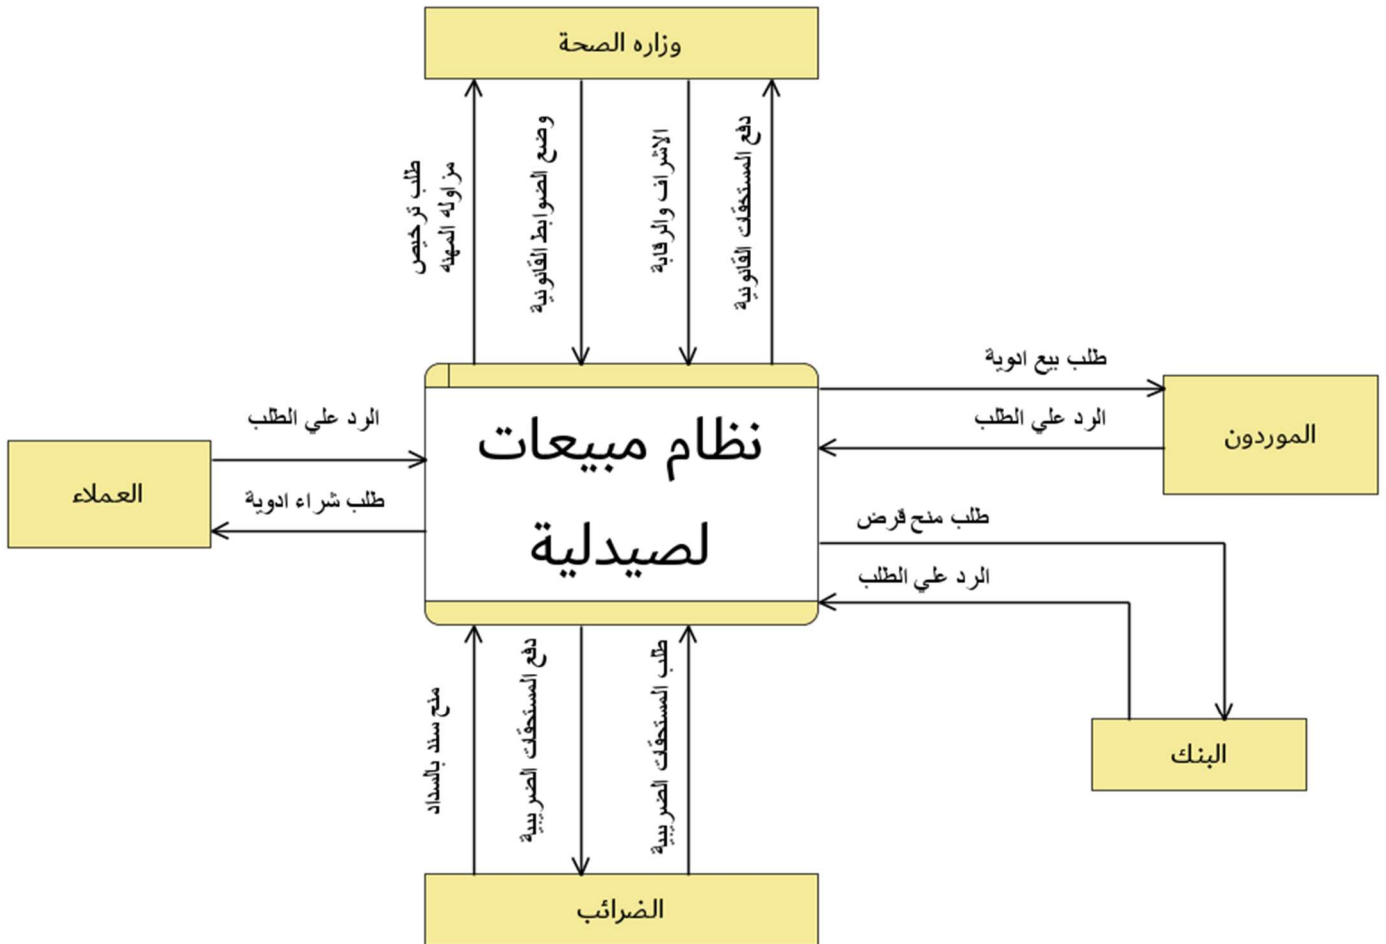 وزاره الصحة
طلب ترخيص
مزاوله المهنه
وضع الضوابط القانونية
الاشراف والرقابة
دفع المستحقات القانونية
طلب بيع ادوية
الرد علي الطلب
الموردون
الرد علي الطلب
طلب شراء ادوية
العملاء
نظام مبيعات
لصيدلية
طلب منح قرض
الرد علي الطلب
البنك
منح سند بالسداد
دفع المستحقات الضريبية
طلب المستحقات الضريبية
الضرائب